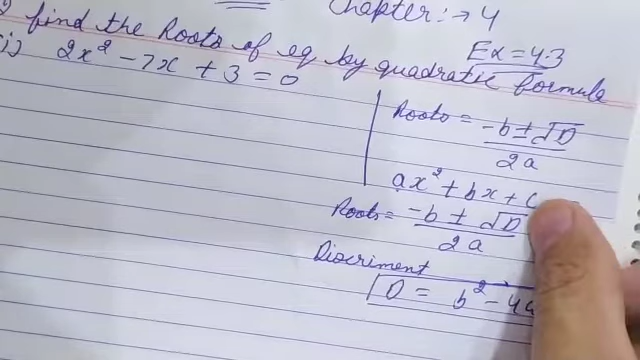 Chapter:→ 4
Ex = 4.3
find the Roots of eq by quadratic formula
i) 2x² - 7x + 3 = 0
Roots = -b ± √D / 2a
ax² + bx + c
Roots = -b ± √D / 2a
Discriment
D = b² - 4a